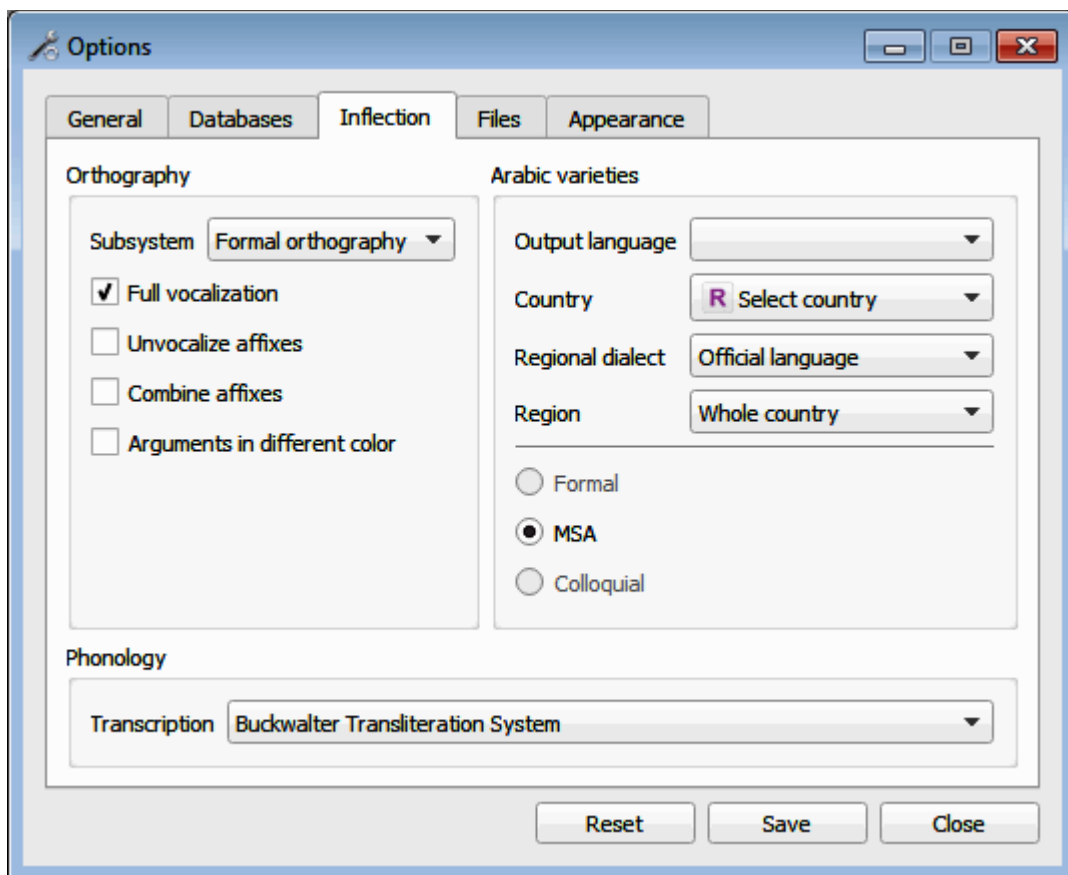 Options
General Databases Inflection Files Appearance
Orthography
Subsystem Formal orthography
Full vocalization
Unvocalize affixes
Combine affixes
Arguments in different color
Arabic varieties
Output language
Country R Select country
Regional dialect Official language
Region Whole country
Formal
MSA
Colloquial
Phonology
Transcription Buckwalter Transliteration System
Reset Save Close